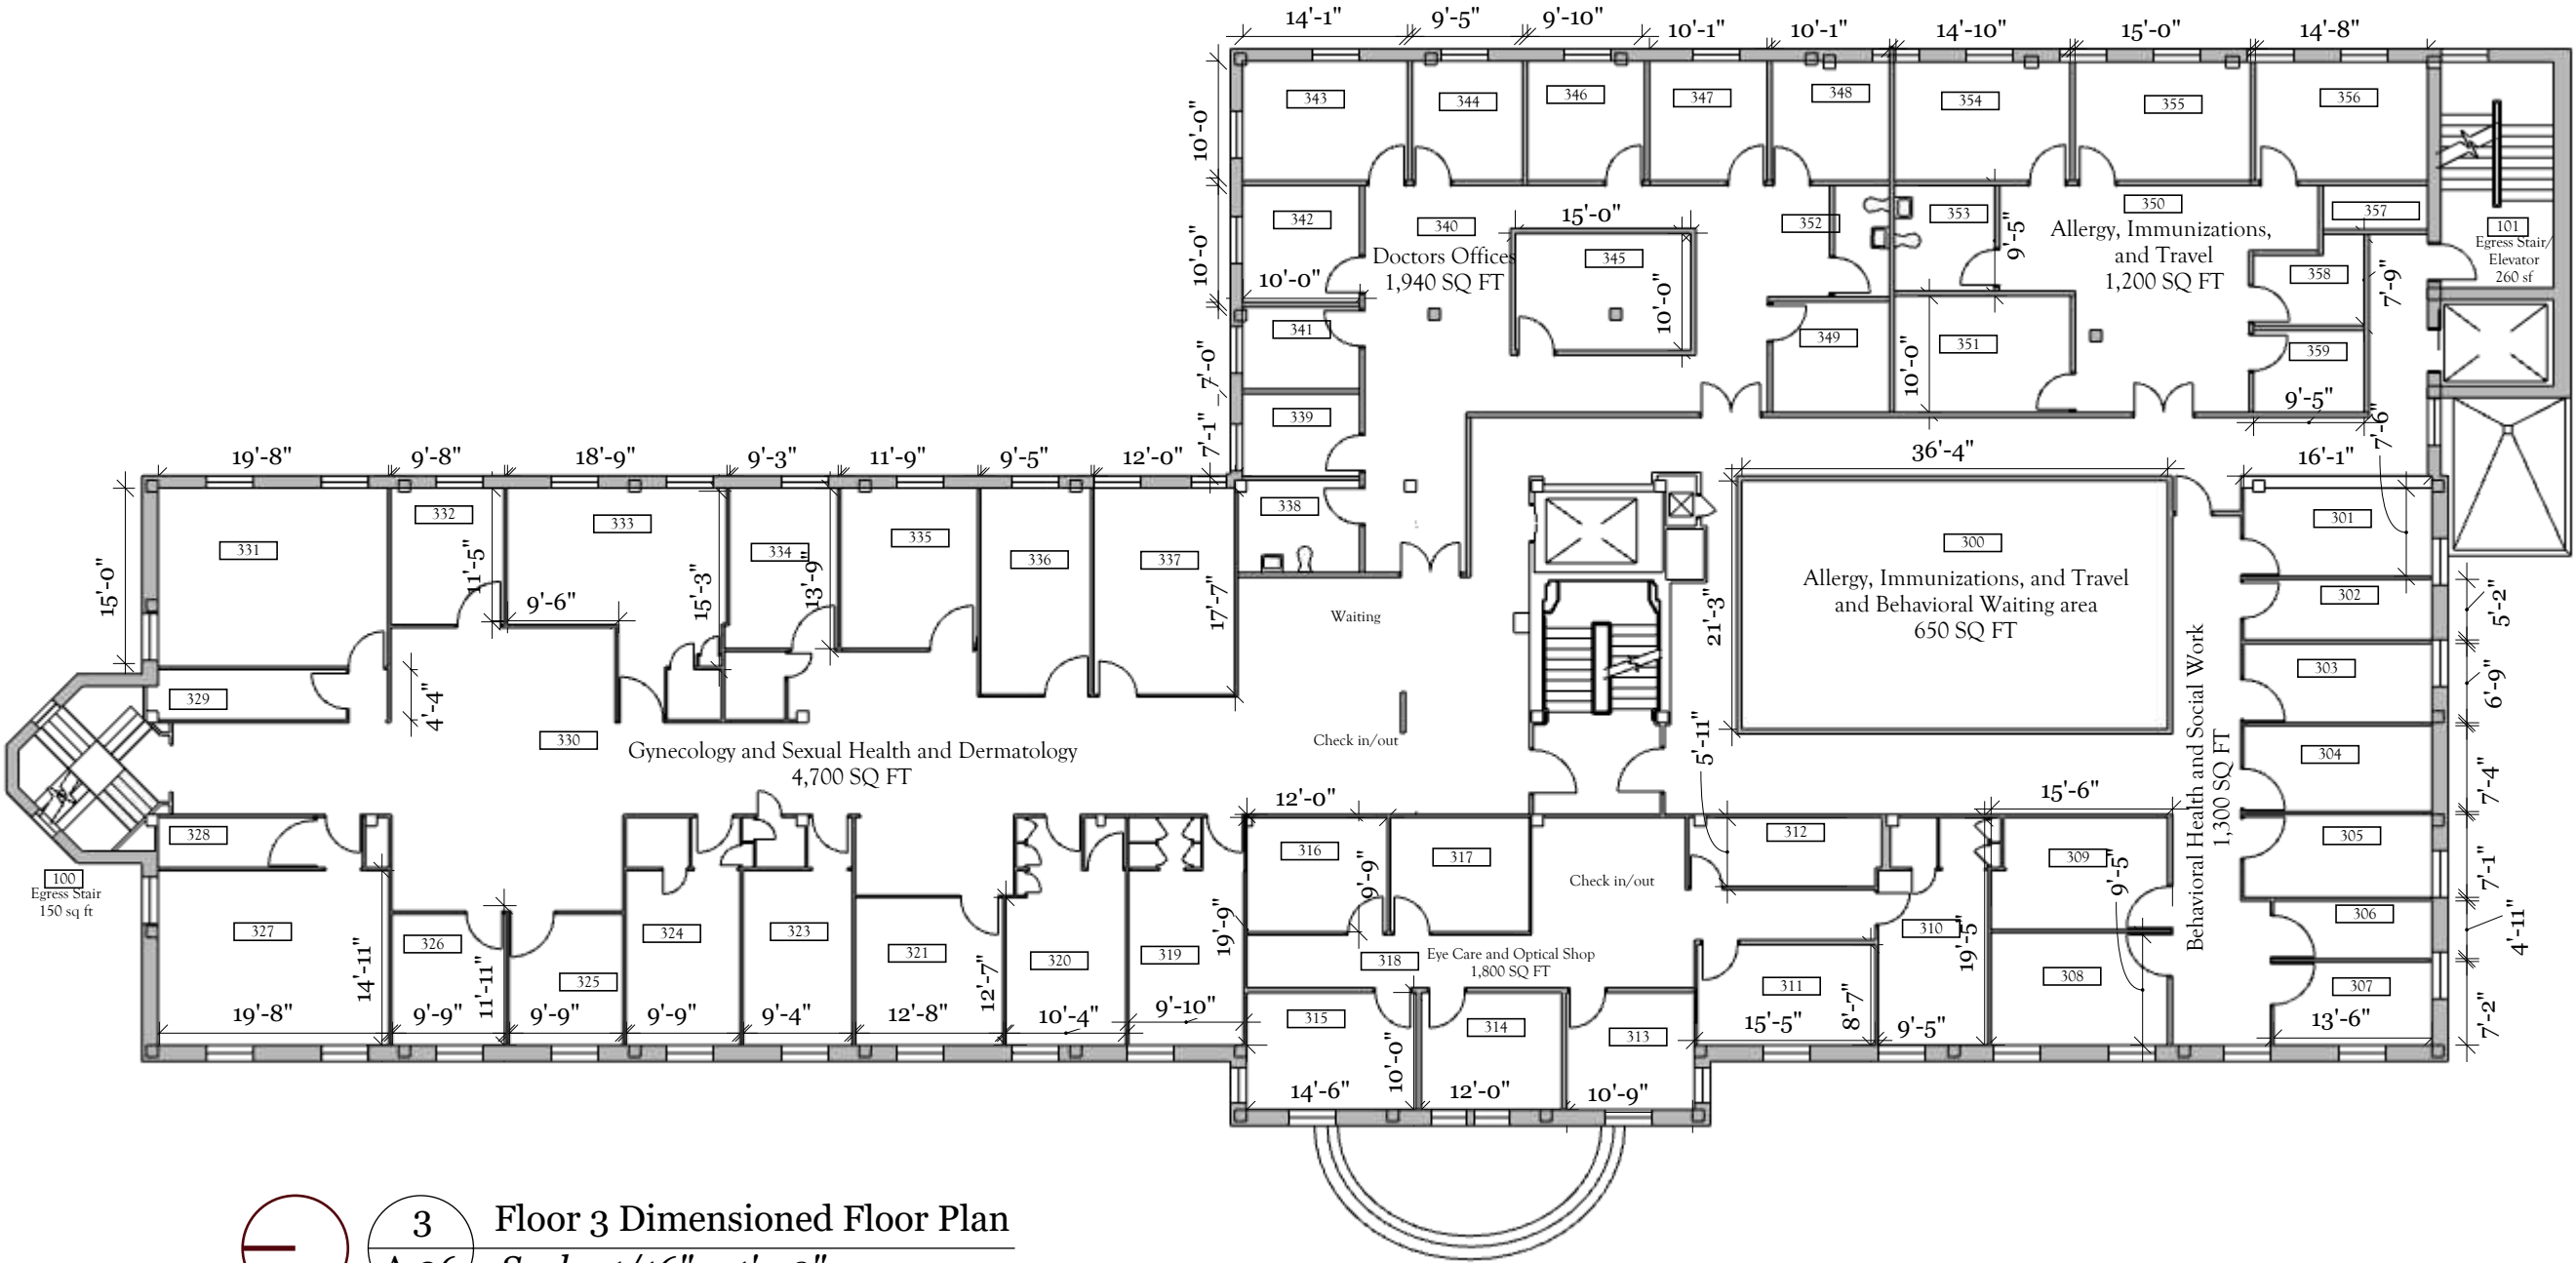 14'-1" 9'-5" 9'-10" 10'-1" 10'-1" 14'-10" 15'-0" 14'-8"
343 344 346 347 348 354 355 356
10'-0"
342 340 15'-0" 352 353 350 357
101
Egress Stair/
Elevator
260 sf
Doctors Offices
1,940 SQ FT
345
9'-5"
Allergy, Immunizations,
and Travel
1,200 SQ FT
358
7'-9"
10'-0"
10'-0"
10'-0"
341 349 351 359
7'-0"
10'-0"
9'-5"
339
7'-1"
7'-6"
19'-8" 9'-8" 18'-9" 9'-3" 11'-9" 9'-5" 12'-0"
36'-4" 16'-1"
331 332 333 334 335 336 337 338
300 301
15'-0" 11'-5" 9'-6" 15'-3" 13'-9" 17'-7"
Waiting
21'-3"
Allergy, Immunizations, and Travel
and Behavioral Waiting area
650 SQ FT
302
5'-2"
329
4'-4"
303
6'-9"
330
Gynecology and Sexual Health and Dermatology
4,700 SQ FT
Check in/out
5'-11"
Behavioral Health and Social Work
1,300 SQ FT
304
7'-4"
12'-0" 15'-6"
328 316 317 312 309 305
100
Egress Stair
150 sq ft
9'-9"
Check in/out
9'-5"
7'-1"
327 326 325 324 323 321 320 319
318
Eye Care and Optical Shop
1,800 SQ FT
310 308 306
4'-11"
14'-11" 11'-11" 12'-7" 19'-9"
19'-5"
315 314 313 311 307
19'-8" 9'-9" 9'-9" 9'-9" 9'-4" 12'-8" 10'-4" 9'-10"
15'-5" 8'-7" 9'-5" 13'-6" 7'-2"
14'-6" 10'-0" 12'-0" 10'-9"
3 Floor 3 Dimensioned Floor Plan